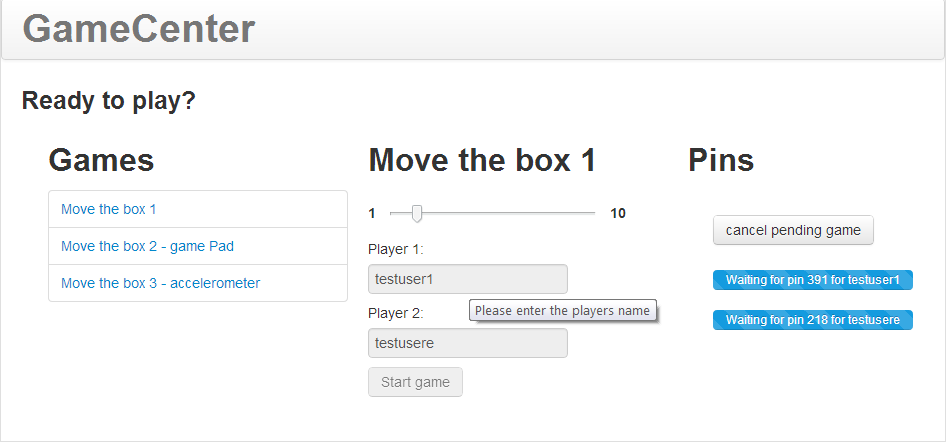 GameCenter
Ready to play?
Games
Move the box 1
Move the box 2 - game Pad
Move the box 3 - accelerometer
Move the box 1
1 10
Player 1:
testuser1
Please enter the players name
Player 2:
testusere
Start game
Pins
cancel pending game
Waiting for pin 391 for testuser1
Waiting for pin 218 for testusere